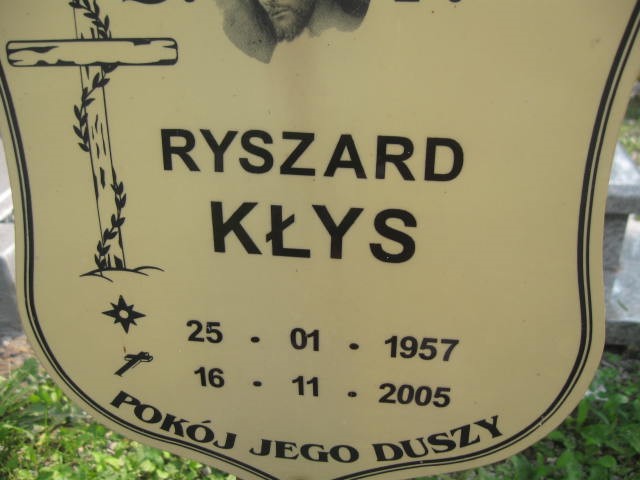 RYSZARD
KŁYS
25 . 01 . 1957
16 . 11 . 2005
POKÓJ JEGO DUSZY